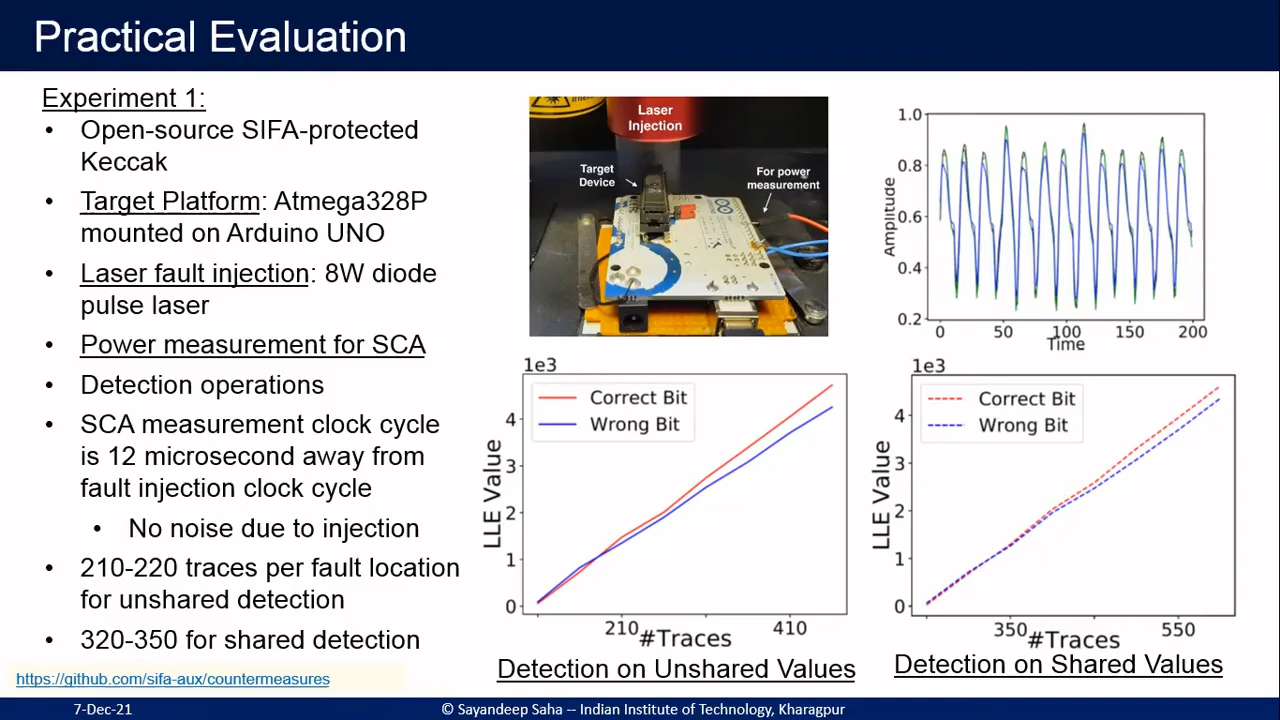 Practical Evaluation
Experiment 1:
• Open-source SIFA-protected
Keccak
• Target Platform: Atmega328P
mounted on Arduino UNO
• Laser fault injection: 8W diode
pulse laser
• Power measurement for SCA
• Detection operations
• SCA measurement clock cycle
is 12 microsecond away from
fault injection clock cycle
• No noise due to injection
• 210-220 traces per fault location
for unshared detection
• 320-350 for shared detection
https://github.com/sifa-aux/countermeasures
Laser
Injection
Target
Device
For power
measurement
1.0
0.8
0.6
0.4
0.2
Amplitude
0 50 100 150 200
Time
1e3
Correct Bit
Wrong Bit
4
3
2
1
0
LLE Value
210 410
#Traces
Detection on Unshared Values
1e3
Correct Bit
Wrong Bit
4
3
2
1
0
LLE Value
350 550
#Traces
Detection on Shared Values
7-Dec-21
© Sayandeep Saha -- Indian Institute of Technology, Kharagpur